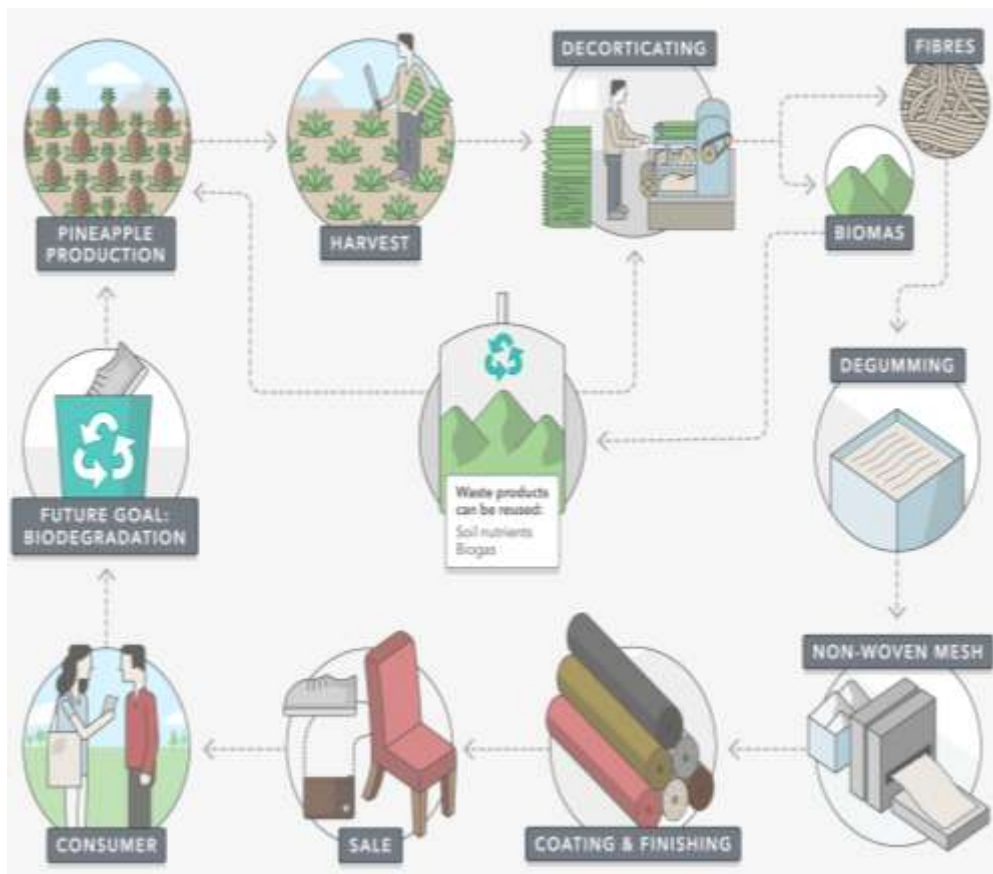 DECORTICATING
FIBRES
PINEAPPLE
PRODUCTION
HARVEST
BIOMAS
DEGUMMING
Waste products
can be reused:
Soil nutrients
Biogas
FUTURE GOAL:
BIODEGRADATION
NON-WOVEN MESH
CONSUMER
SALE
COATING & FINISHING